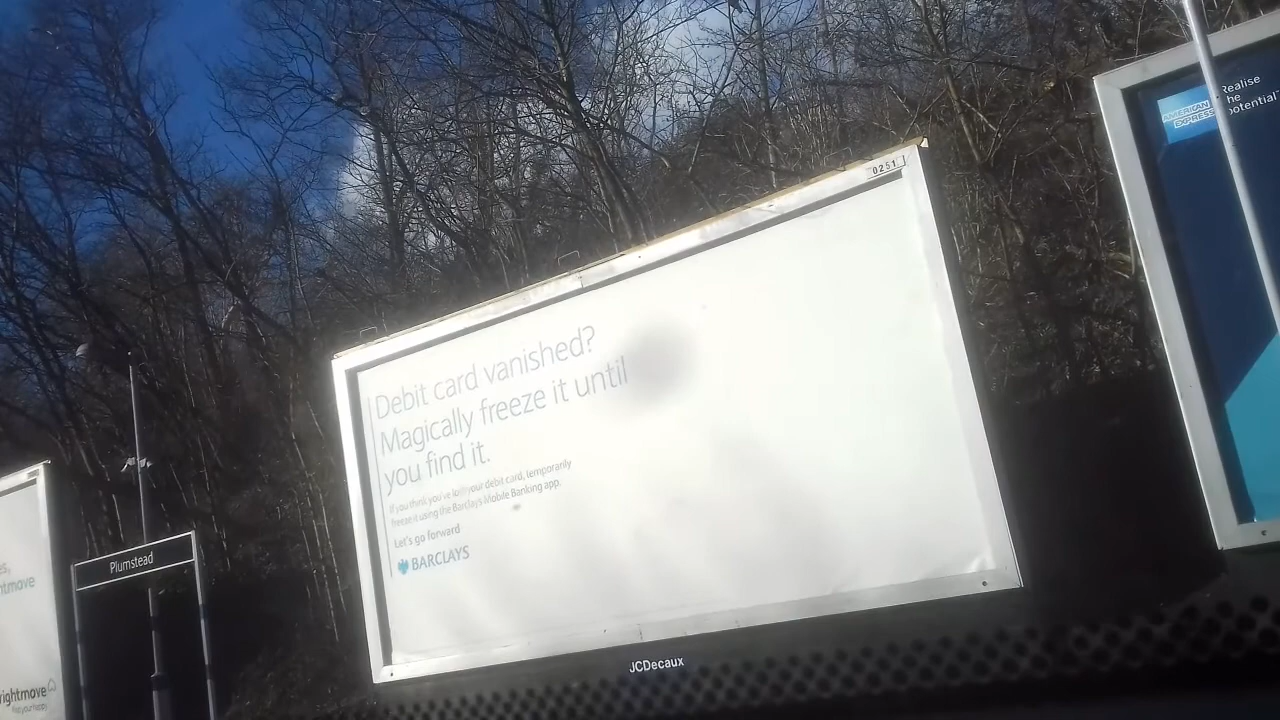 Debit card vanished?
Magically freeze it until
you find it.
If you think you've lost your debit card, temporarily
freeze it using the Barclays Mobile Banking app.
Let's go forward
BARCLAYS
0251
JCDecaux
Plumstead
rightmove
AMERICAN
EXPRESS
Realise
the
potential